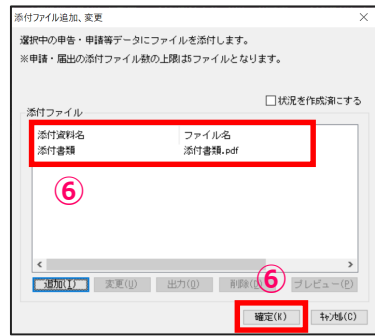 添付ファイル追加、変更
選択中の申告・申請等データにファイルを添付します。
※申請・届出の添付ファイル数の上限は5ファイルとなります。
状況を作成済にする
添付ファイル
添付資料名 ファイル名
添付書類 添付書類.pdf
⑥
追加(I) 変更(U) 出力(O) 削除(D) ⑥ プレビュー(P)
確定(K) キャンセル(C)